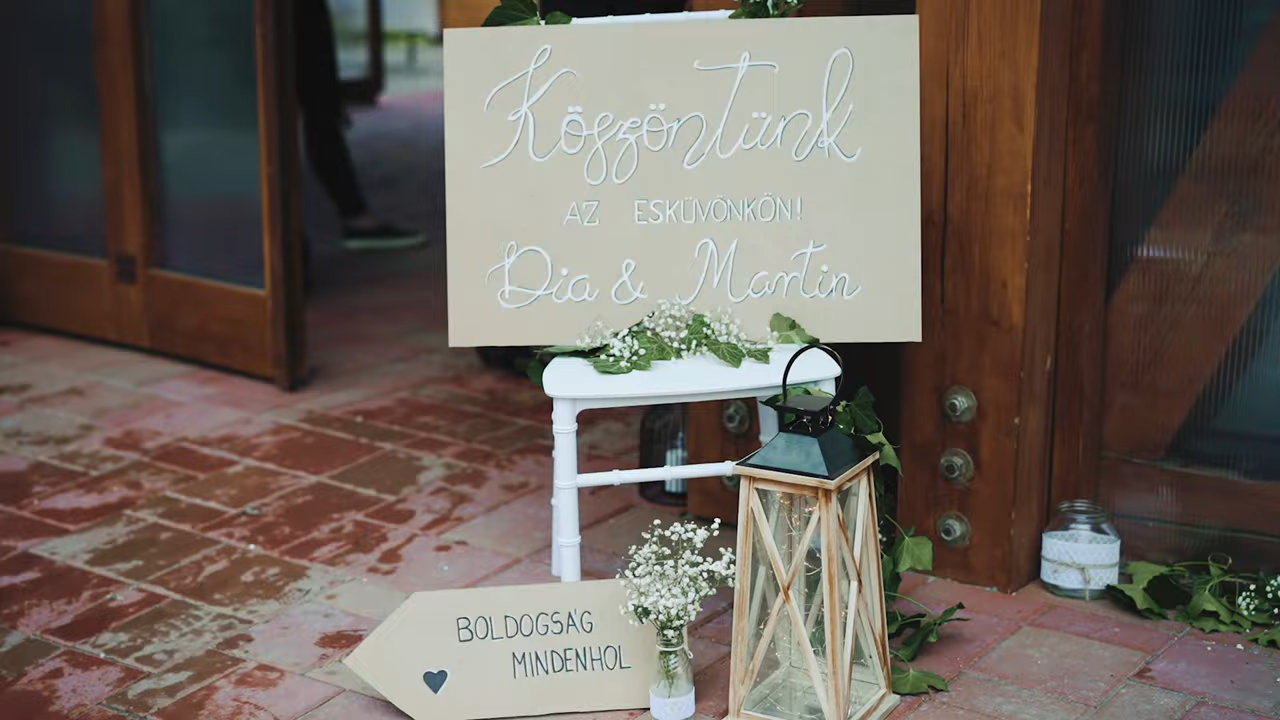 Köszöntünk
AZ ESKÜVŐNKÖN!
Dia & Martin
BOLDOGSÁG
MINDENHOL